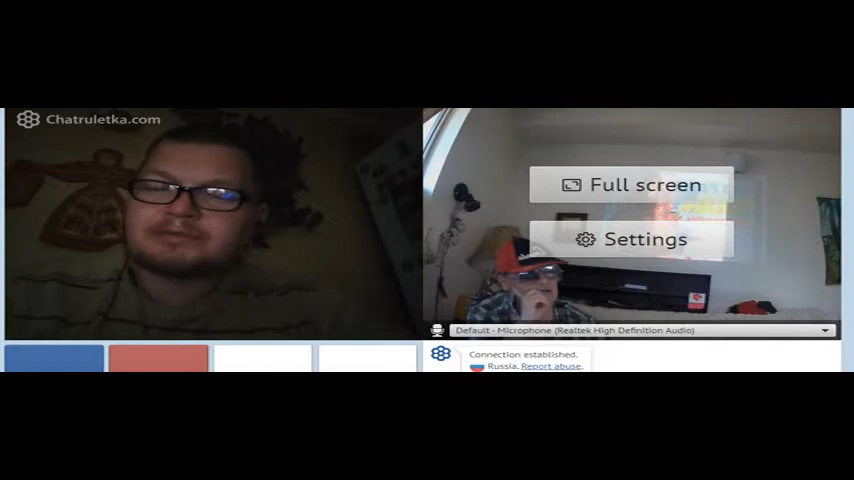 Chatruletka.com
Full screen
Settings
Default - Microphone (Realtek High Definition Audio)
Connection established.
Russia. Report abuse.